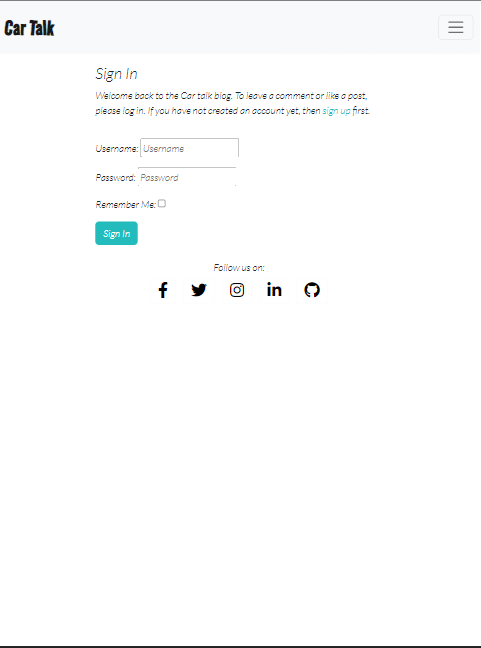 Car Talk
Sign In
Welcome back to the Car talk blog. To leave a comment or like a post,
please log in. If you have not created an account yet, then sign up first.
Username: Username
Password: Password
Remember Me:
Sign In
Follow us on: